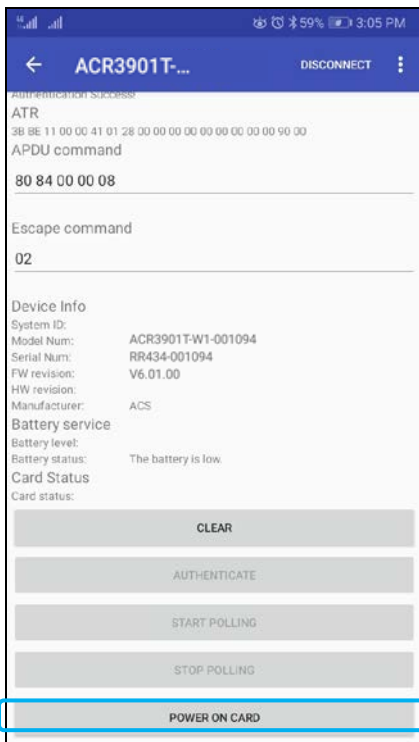 59% 3:05 PM
ACR3901T-... DISCONNECT
Authentication Success!
ATR
3B BE 11 00 00 41 01 28 00 00 00 00 00 00 00 00 00 90 00
APDU command
80 84 00 00 08
Escape command
02
Device Info
System ID:
Model Num: ACR3901T-W1-001094
Serial Num: RR434-001094
FW revision: V6.01.00
HW revision:
Manufacturer: ACS
Battery service
Battery level:
Battery status: The battery is low.
Card Status
Card status:
CLEAR
AUTHENTICATE
START POLLING
STOP POLLING
POWER ON CARD